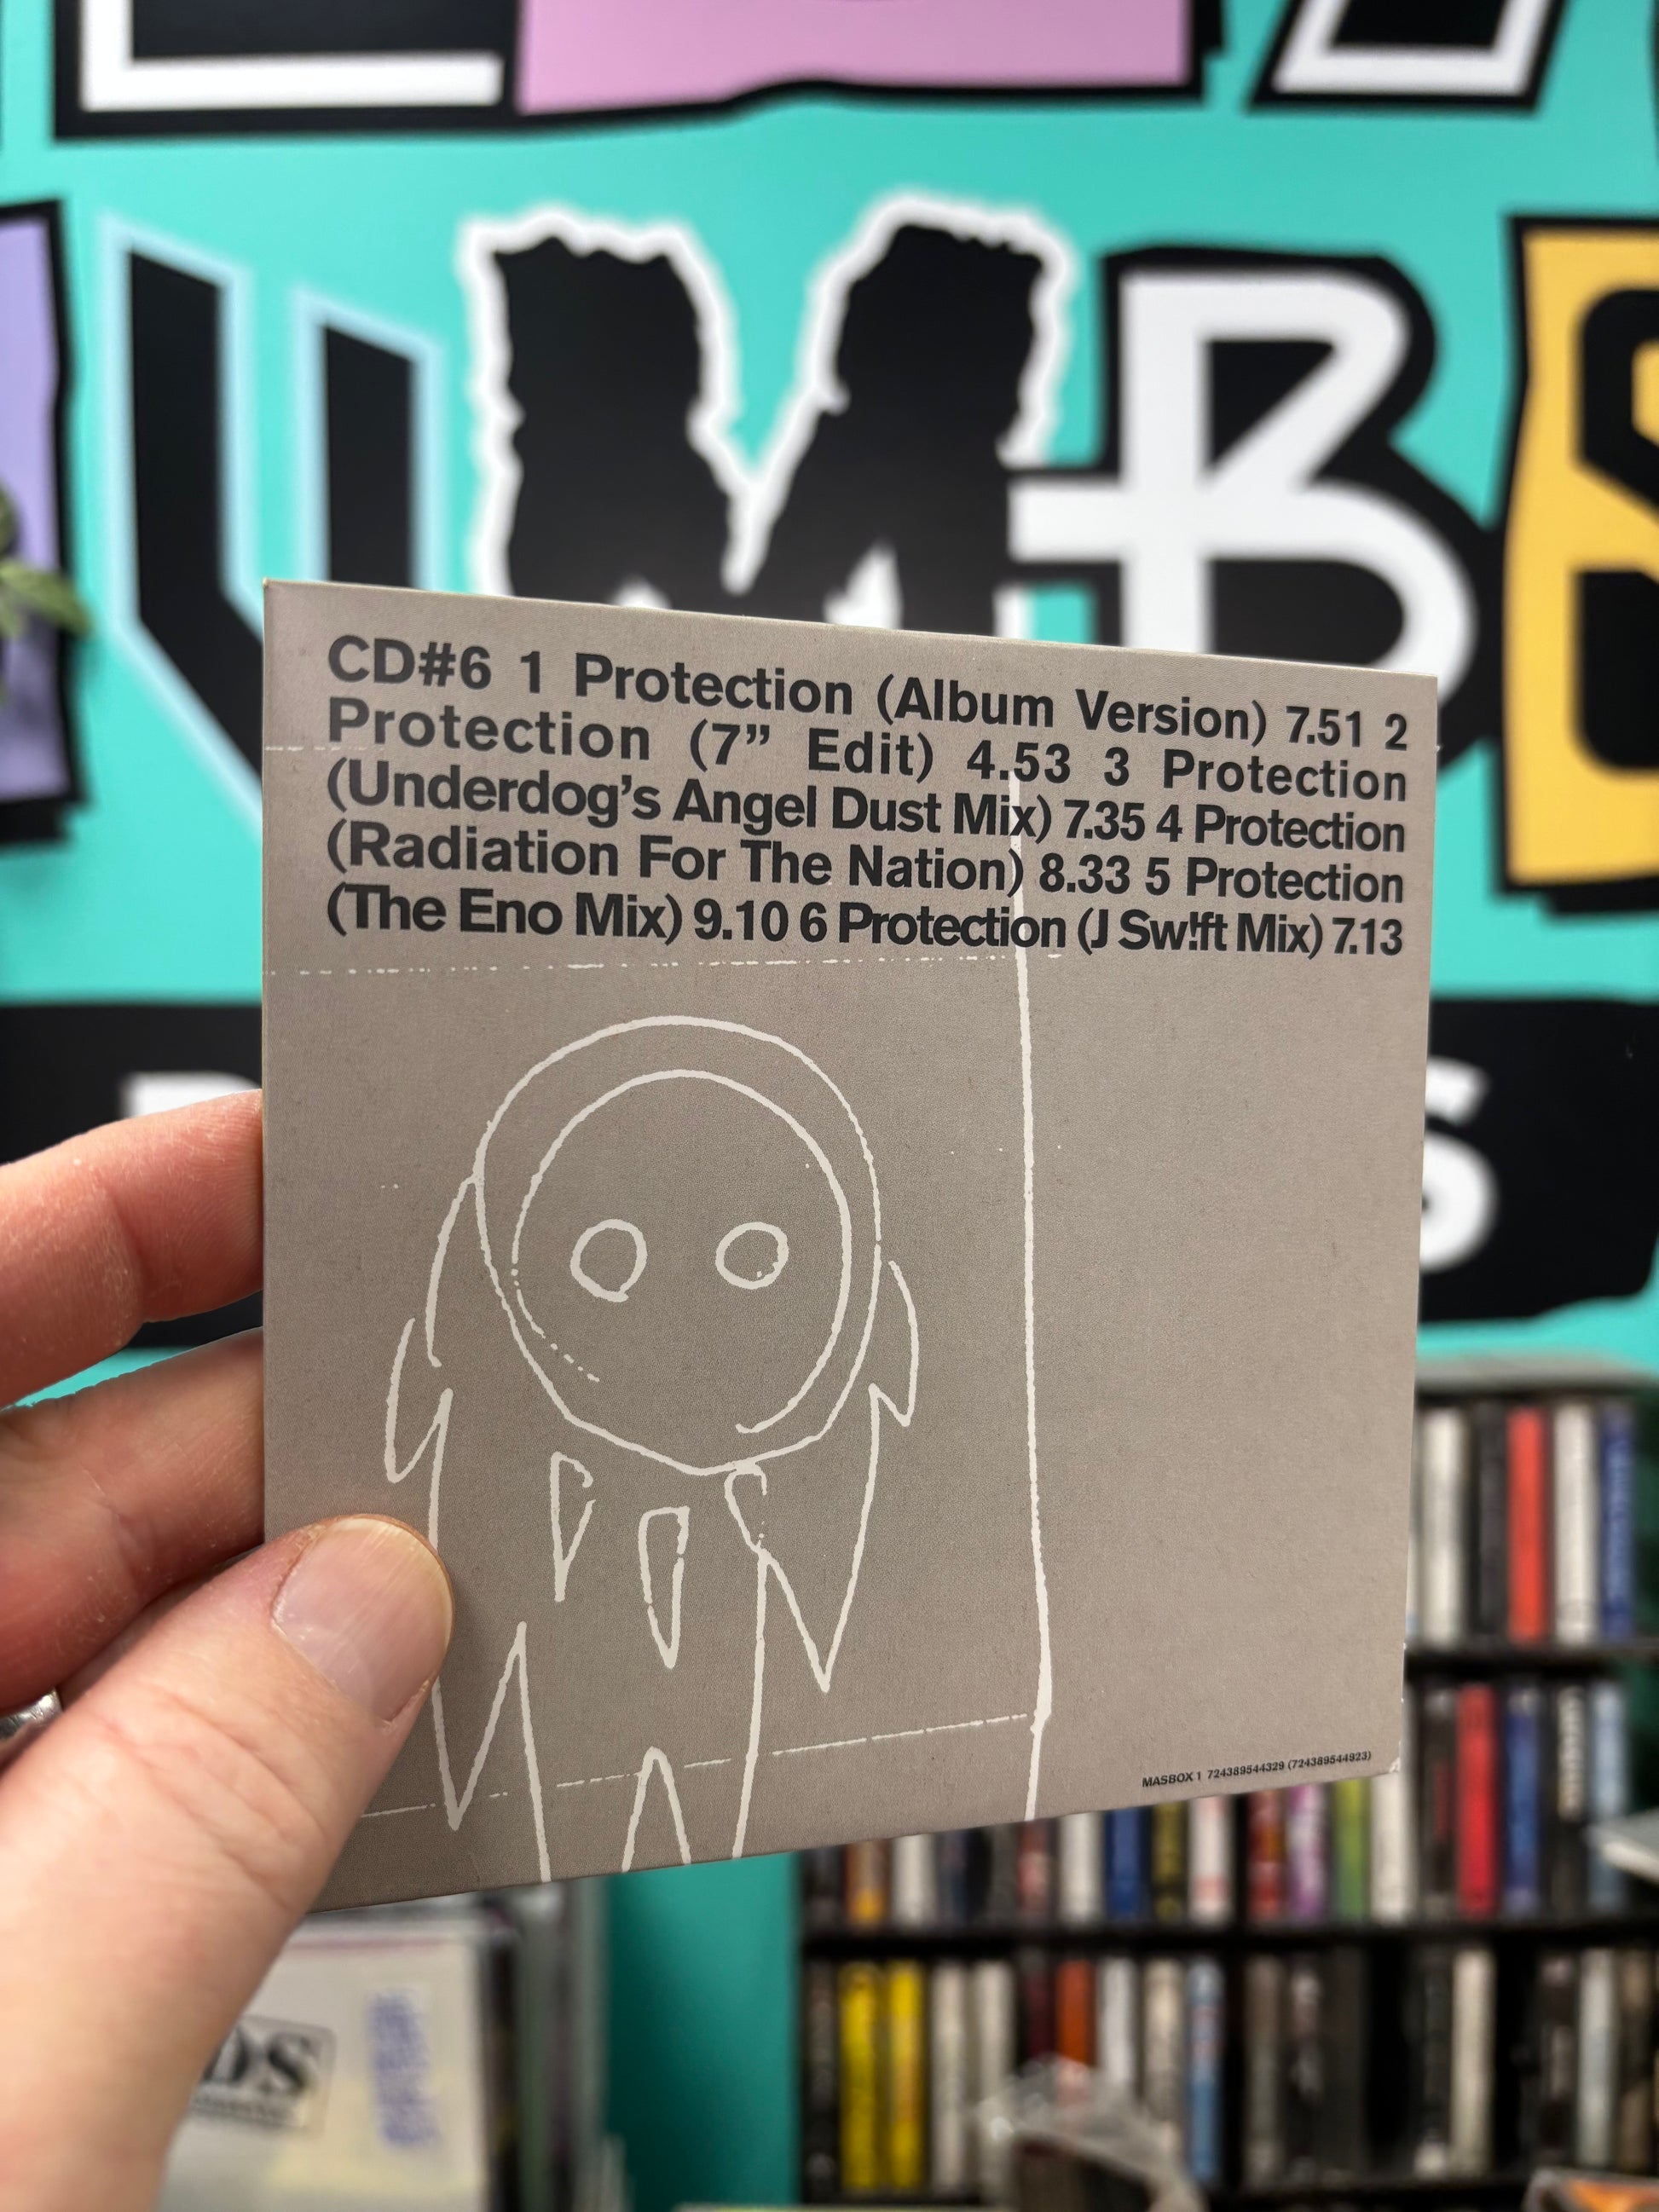 UMBS
CD#6 1 Protection (Album Version) 7.51 2
Protection (7” Edit) 4.53 3 Protection
(Underdog’s Angel Dust Mix) 7.35 4 Protection
(Radiation For The Nation) 8.33 5 Protection
(The Eno Mix) 9.10 6 Protection (J Sw!ft Mix) 7.13
MASBOX 1 724389544329 (724389544923)
DS